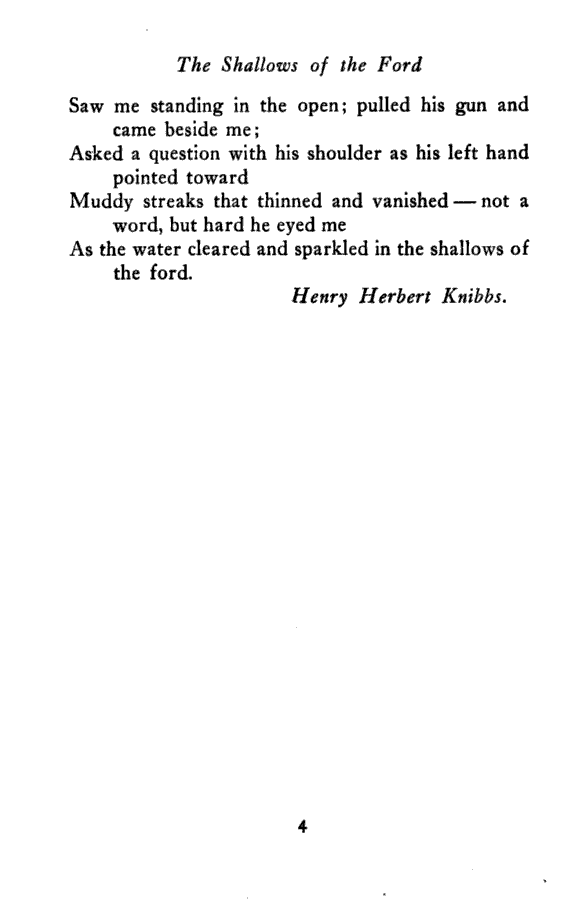 The Shallows of the Ford
Saw me standing in the open; pulled his gun and
came beside me;
Asked a question with his shoulder as his left hand
pointed toward
Muddy streaks that thinned and vanished — not a
word, but hard he eyed me
As the water cleared and sparkled in the shallows of
the ford.
Henry Herbert Knibbs.
4